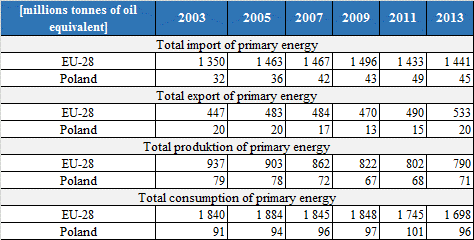 [millions tonnes of oil
equivalent] 2003 2005 2007 2009 2011 2013
Total import of primary energy
EU-28 1 350 1 463 1 467 1 496 1 433 1 441
Poland 32 36 42 43 49 45
Total export of primary energy
EU-28 447 483 484 470 490 533
Poland 20 20 17 13 15 20
Total produktion of primary energy
EU-28 937 903 862 822 802 790
Poland 79 78 72 67 68 71
Total consumption of primary energy
EU-28 1 840 1 884 1 845 1 848 1 745 1 698
Poland 91 94 96 97 101 96